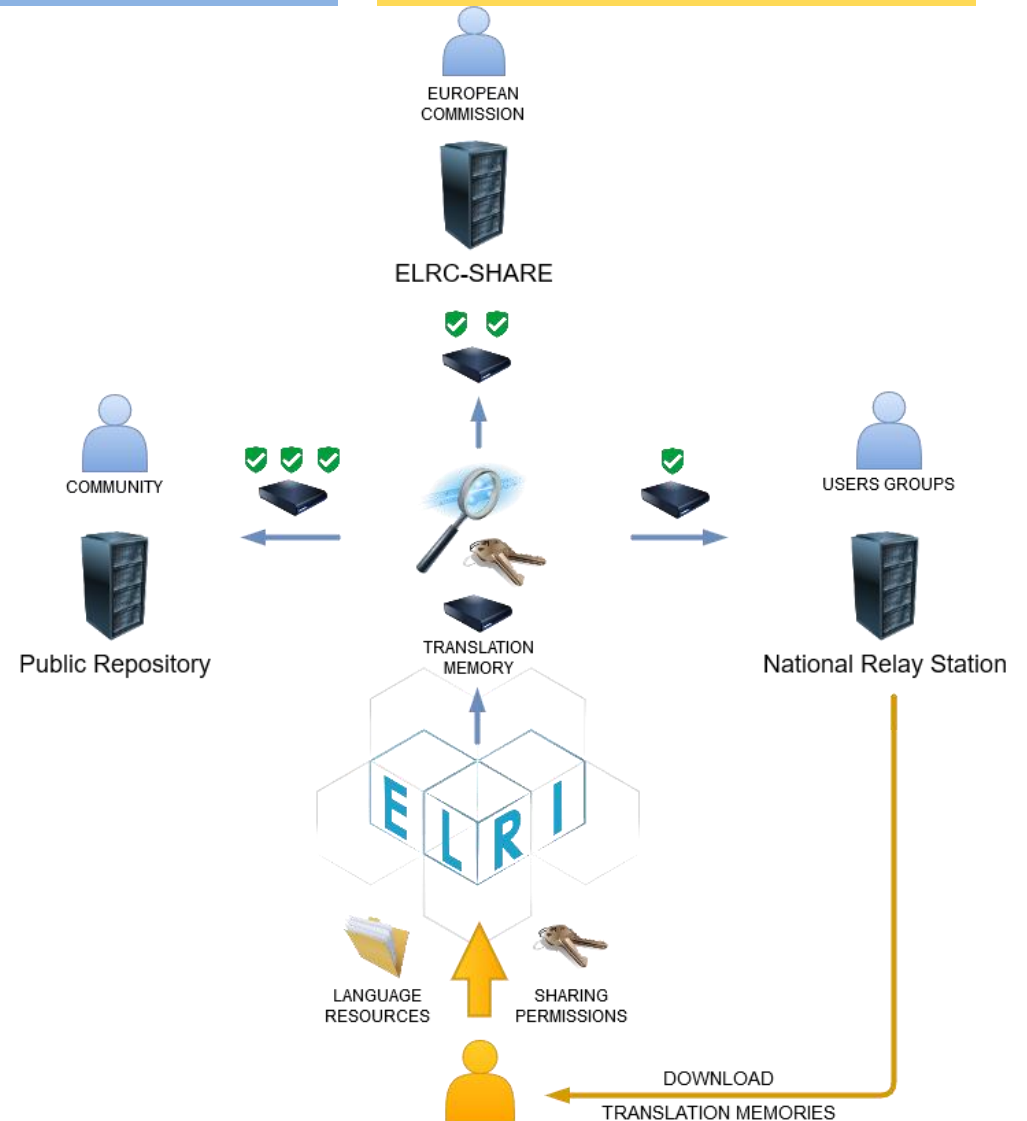 EUROPEAN
COMMISSION
ELRC-SHARE
COMMUNITY
USERS GROUPS
Public Repository
TRANSLATION
MEMORY
National Relay Station
E L R I
LANGUAGE
RESOURCES
SHARING
PERMISSIONS
DOWNLOAD
TRANSLATION MEMORIES